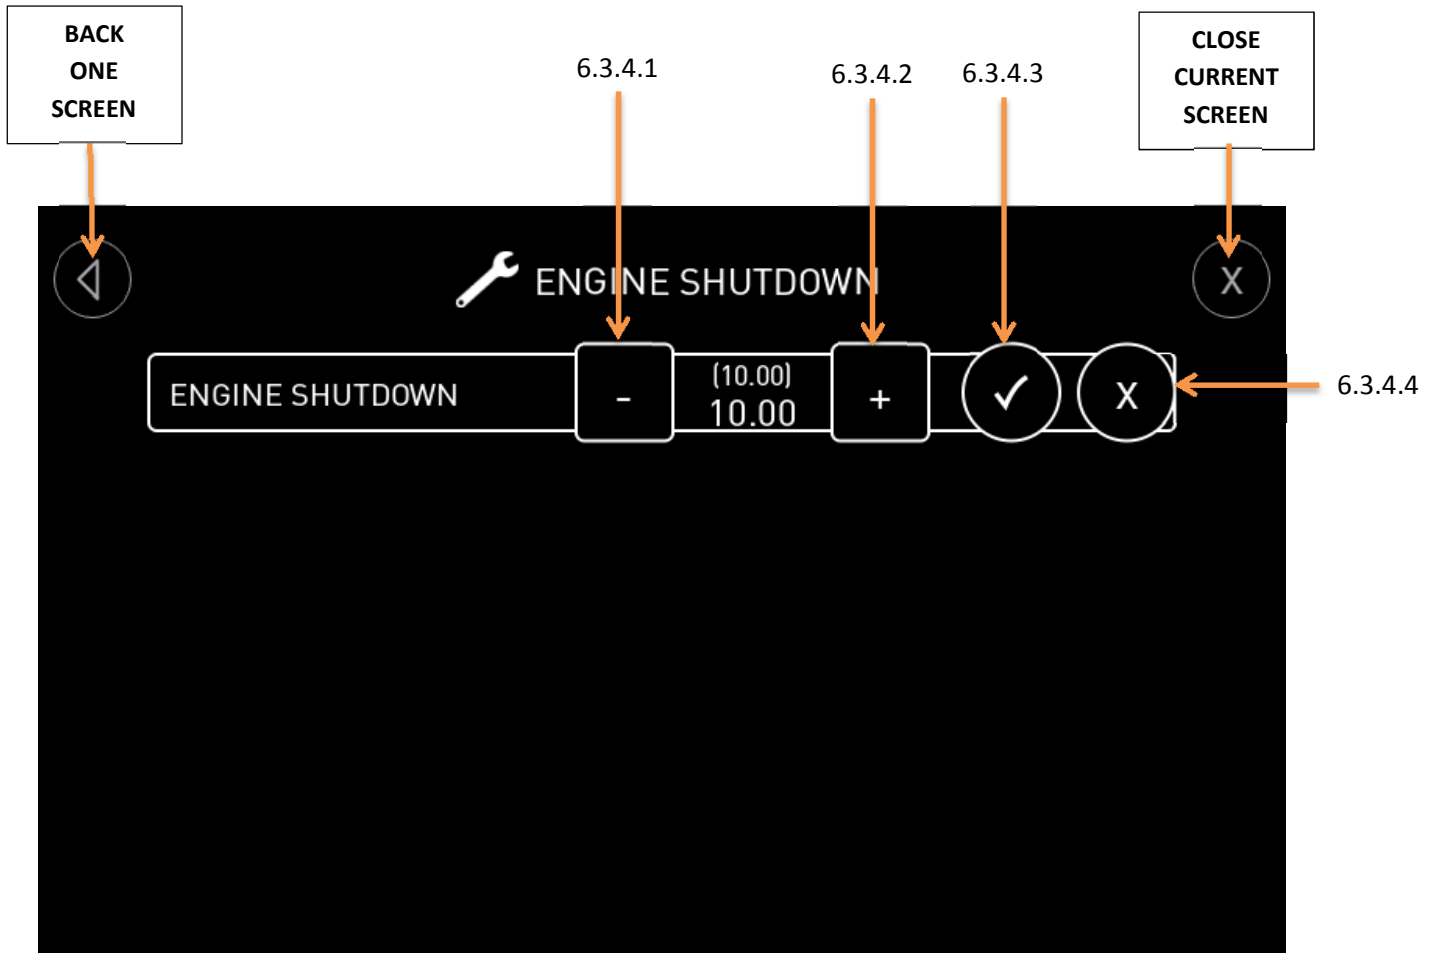 BACK
ONE
SCREEN
6.3.4.1
6.3.4.2
6.3.4.3
CLOSE
CURRENT
SCREEN
ENGINE SHUTDOWN
X
ENGINE SHUTDOWN
-
(10.00)
10.00
+
X
6.3.4.4